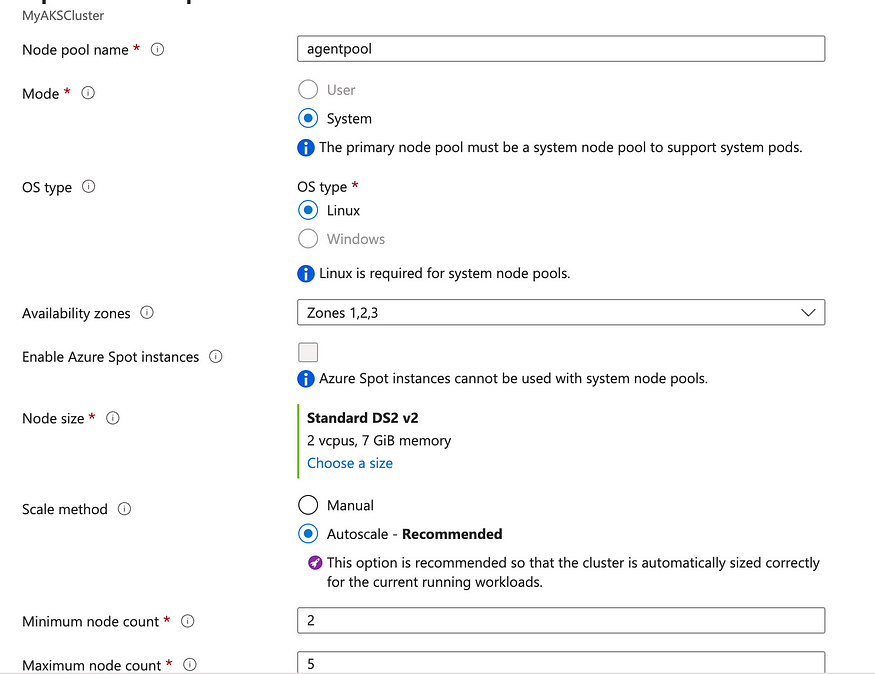 MyAKSCluster
Node pool name *
agentpool
Mode *
User
System
The primary node pool must be a system node pool to support system pods.
OS type
OS type *
Linux
Windows
Linux is required for system node pools.
Availability zones
Zones 1,2,3
Enable Azure Spot instances
Azure Spot instances cannot be used with system node pools.
Node size *
Standard DS2 v2
2 vcpus, 7 GiB memory
Choose a size
Scale method
Manual
Autoscale - Recommended
This option is recommended so that the cluster is automatically sized correctly
for the current running workloads.
Minimum node count *
2
Maximum node count *
5